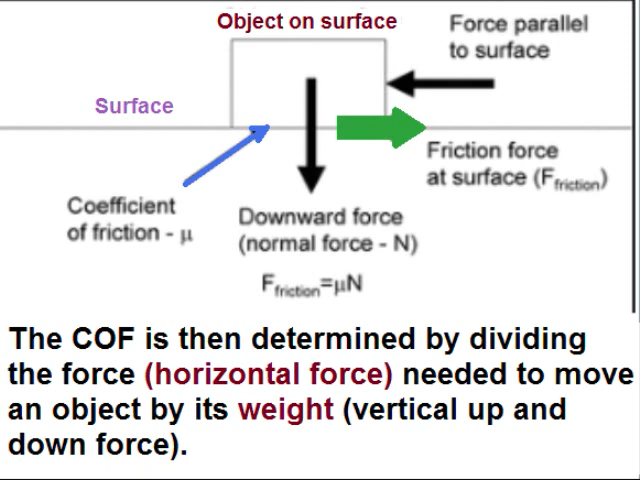 Object on surface
Force parallel
to surface
Surface
Friction force
at surface (Ffriction)
Coefficient
of friction - μ
Downward force
(normal force - N)
Ffriction=μN
The COF is then determined by dividing
the force (horizontal force) needed to move
an object by its weight (vertical up and
down force).